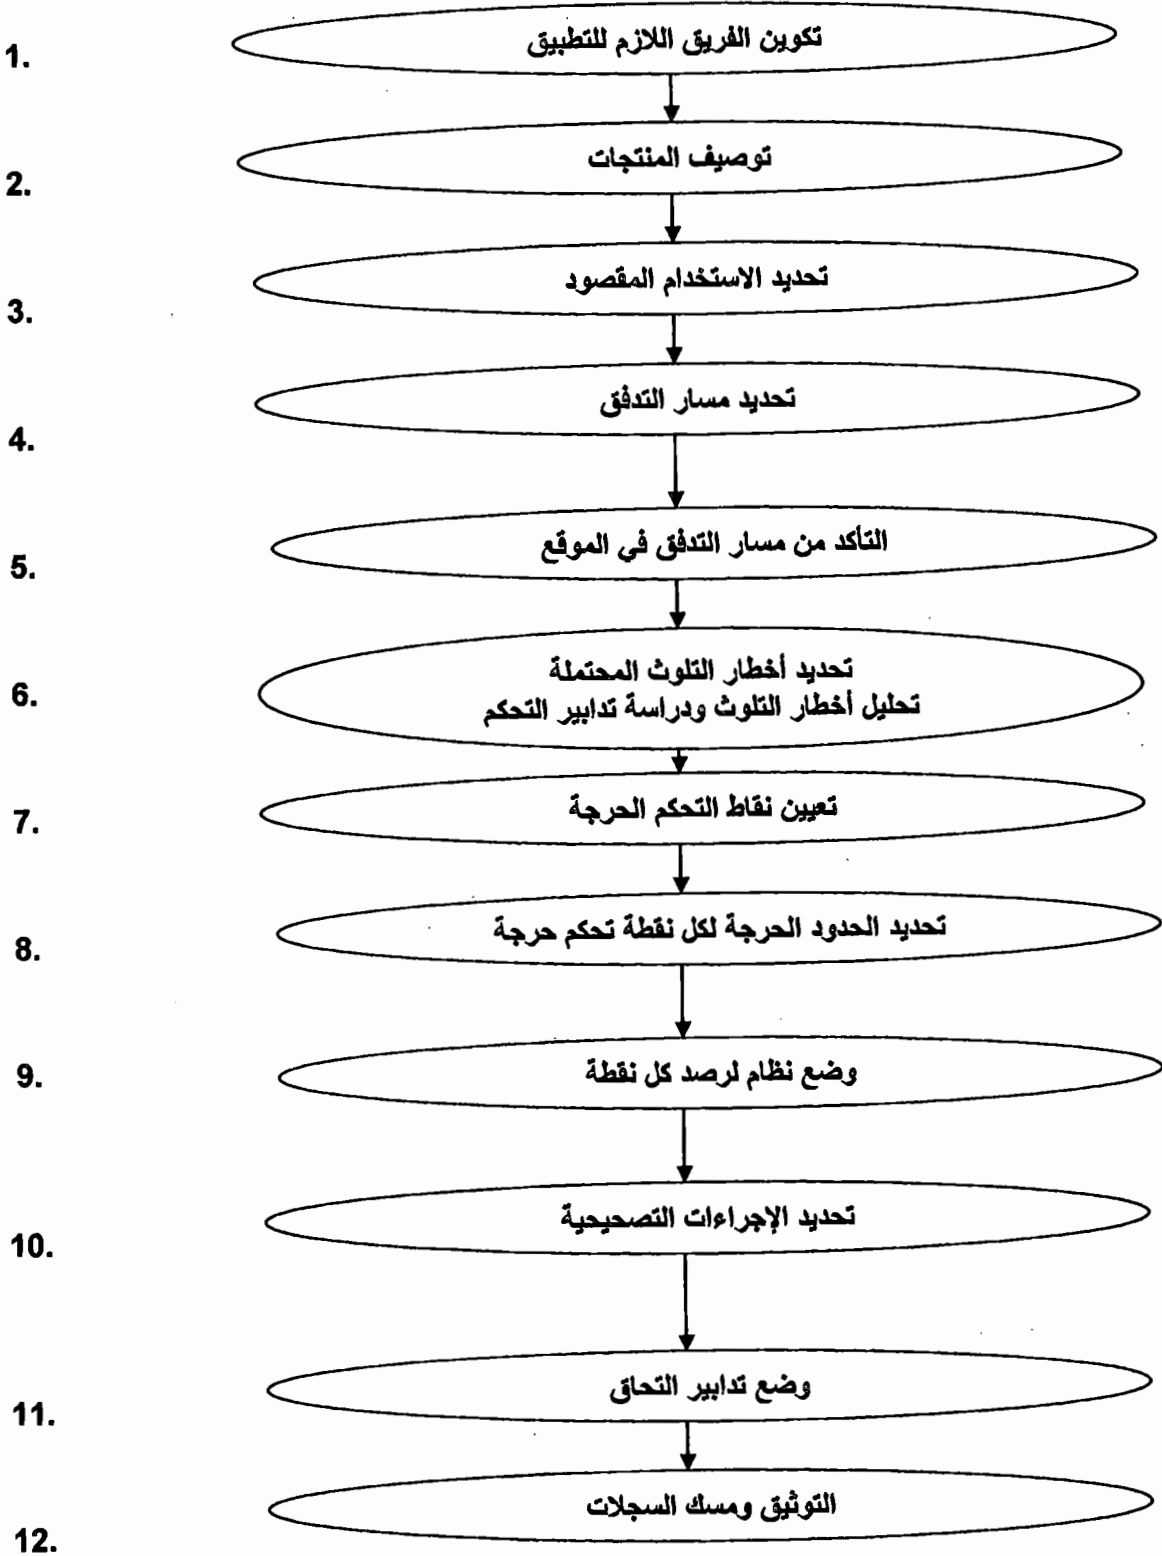 1. تكوين الفريق اللازم للتطبيق
2. توصيف المنتجات
3. تحديد الاستخدام المقصود
4. تحديد مسار التدفق
5. التأكد من مسار التدفق في الموقع
6. تحديد أخطار التلوث المحتملة
تحليل أخطار التلوث ودراسة تدابير التحكم
7. تعيين نقاط التحكم الحرجة
8. تحديد الحدود الحرجة لكل نقطة تحكم حرجة
9. وضع نظام لرصد كل نقطة
10. تحديد الإجراءات التصحيحية
11. وضع تدابير التحاق
12. التوثيق ومسك السجلات